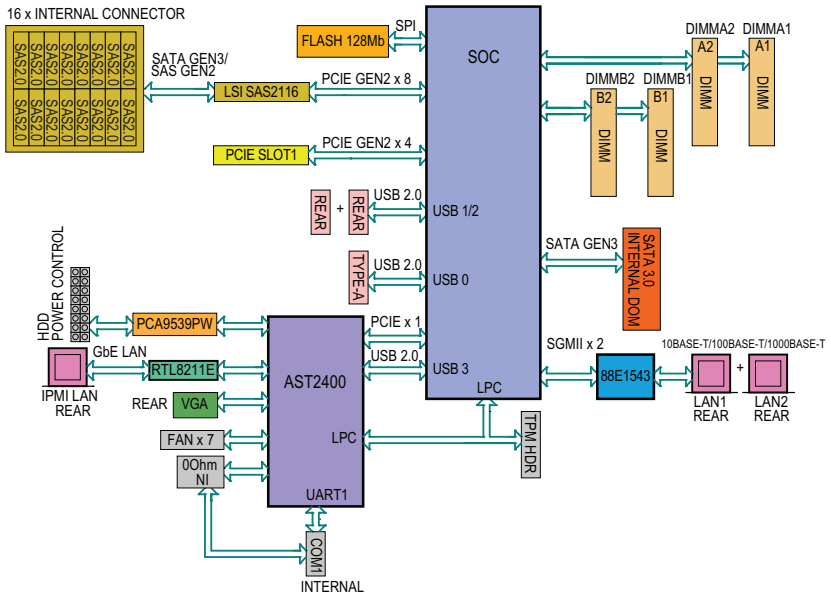 16 x INTERNAL CONNECTOR
SAS2.0 SAS2.0 SAS2.0 SAS2.0 SAS2.0 SAS2.0 SAS2.0
SAS2.0 SAS2.0 SAS2.0 SAS2.0 SAS2.0 SAS2.0 SAS2.0
SATA GEN3/
SAS GEN2
LSI SAS2116
PCIE GEN2 x 8
FLASH 128Mb
SPI
SOC
DIMMA2
DIMMA1
A2
DIMM
A1
DIMM
DIMMB2
DIMMB1
B2
DIMM
B1
DIMM
PCIE SLOT1
PCIE GEN2 x 4
REAR
+
REAR
USB 2.0
USB 1/2
TYPE-A
USB 2.0
USB 0
SATA GEN3
SATA 3.0
INTERNAL DOM
HDD
POWER CONTROL
PCA9539PW
PCIE x 1
USB 2.0
USB 3
GbE LAN
RTL8211E
IPMI LAN
REAR
AST2400
SGMII x 2
88E1543
10BASE-T/100BASE-T/1000BASE-T
+
LAN1
REAR
LAN2
REAR
LPC
REAR
VGA
FAN x 7
LPC
TPM HDR
0Ohm
NI
UART1
COM1
INTERNAL